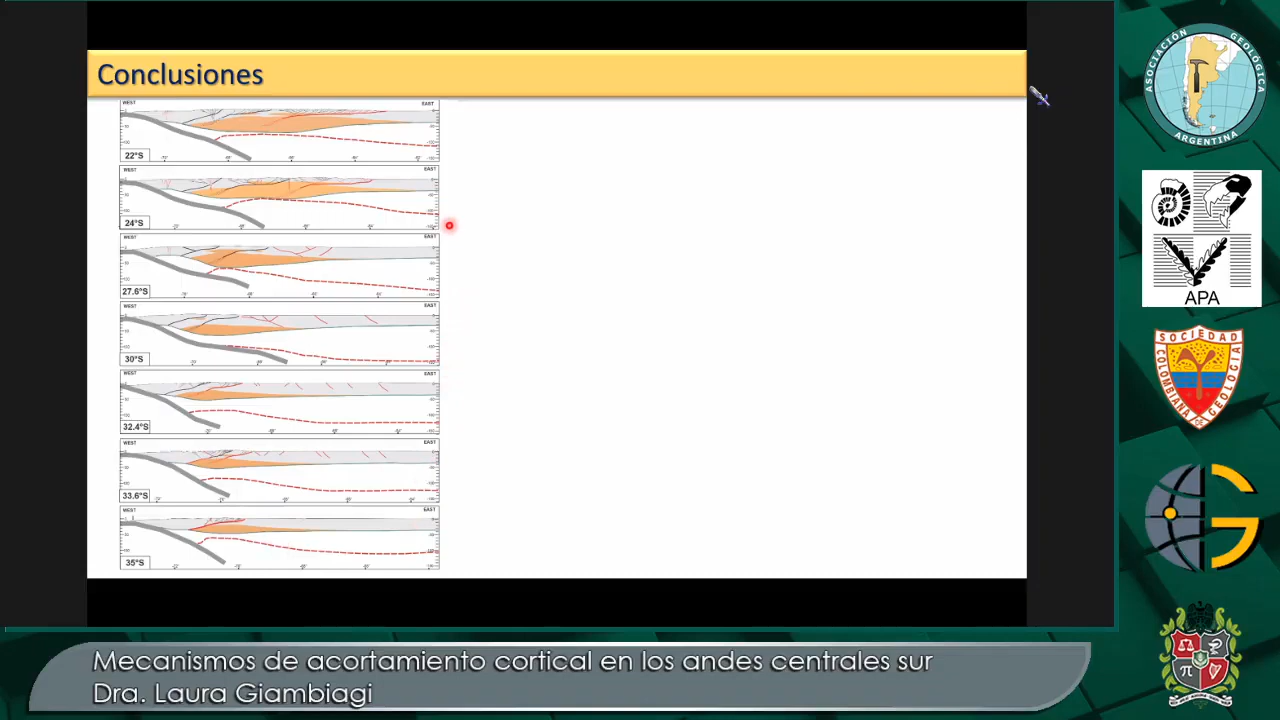 Conclusiones
WEST EAST
22°S
WEST EAST
24°S
WEST EAST
27.6°S
WEST EAST
30°S
WEST EAST
32.4°S
WEST EAST
33.6°S
WEST EAST
35°S
ASOCIACIÓN GEOLÓGICA
ARGENTINA
APA
SOCIEDAD
COLOMBIANA
DE
GEOLOGIA
Mecanismos de acortamiento cortical en los andes centrales sur
Dra. Laura Giambiagi